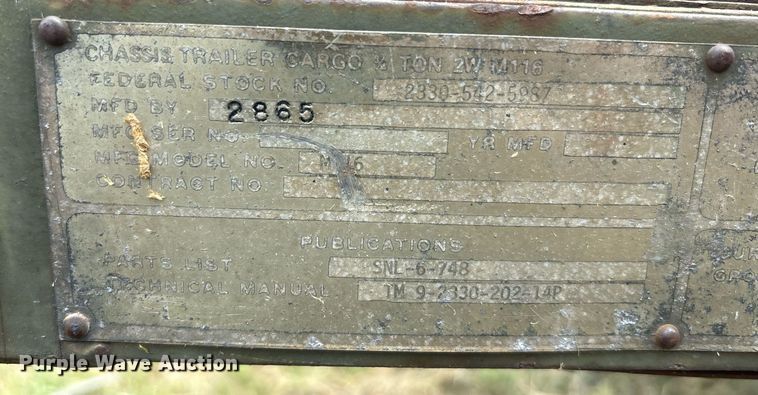 CHASSIS TRAILER CARGO ¾ TON 2W M116
FEDERAL STOCK NO. 2330-542-5987
MFD BY 2865
MFG SER NO. YR MFD
MFG MODEL NO. M116
CONTRACT NO.
PUBLICATIONS
PARTS LIST SNL-6-748
TECHNICAL MANUAL TM 9-2330-202-14P
Purple Wave Auction